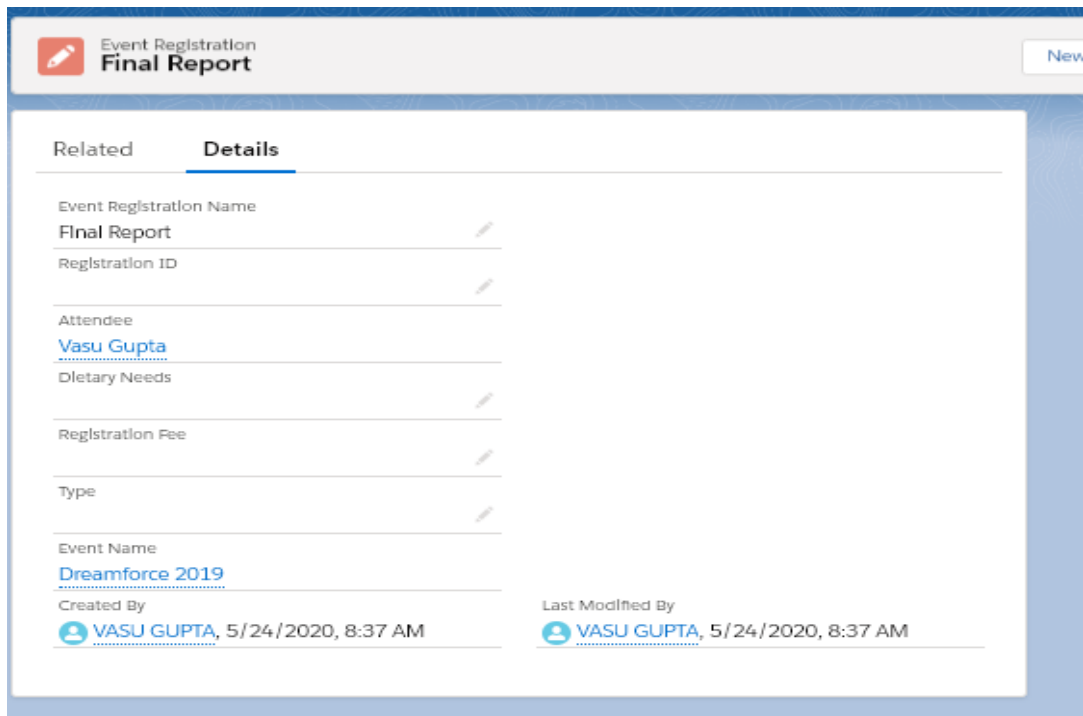 Event Registration
Final Report
New
Related Details
Event Registration Name
Final Report
Registration ID
Attendee
Vasu Gupta
Dietary Needs
Registration Fee
Type
Event Name
Dreamforce 2019
Created By Last Modified By
VASU GUPTA, 5/24/2020, 8:37 AM VASU GUPTA, 5/24/2020, 8:37 AM